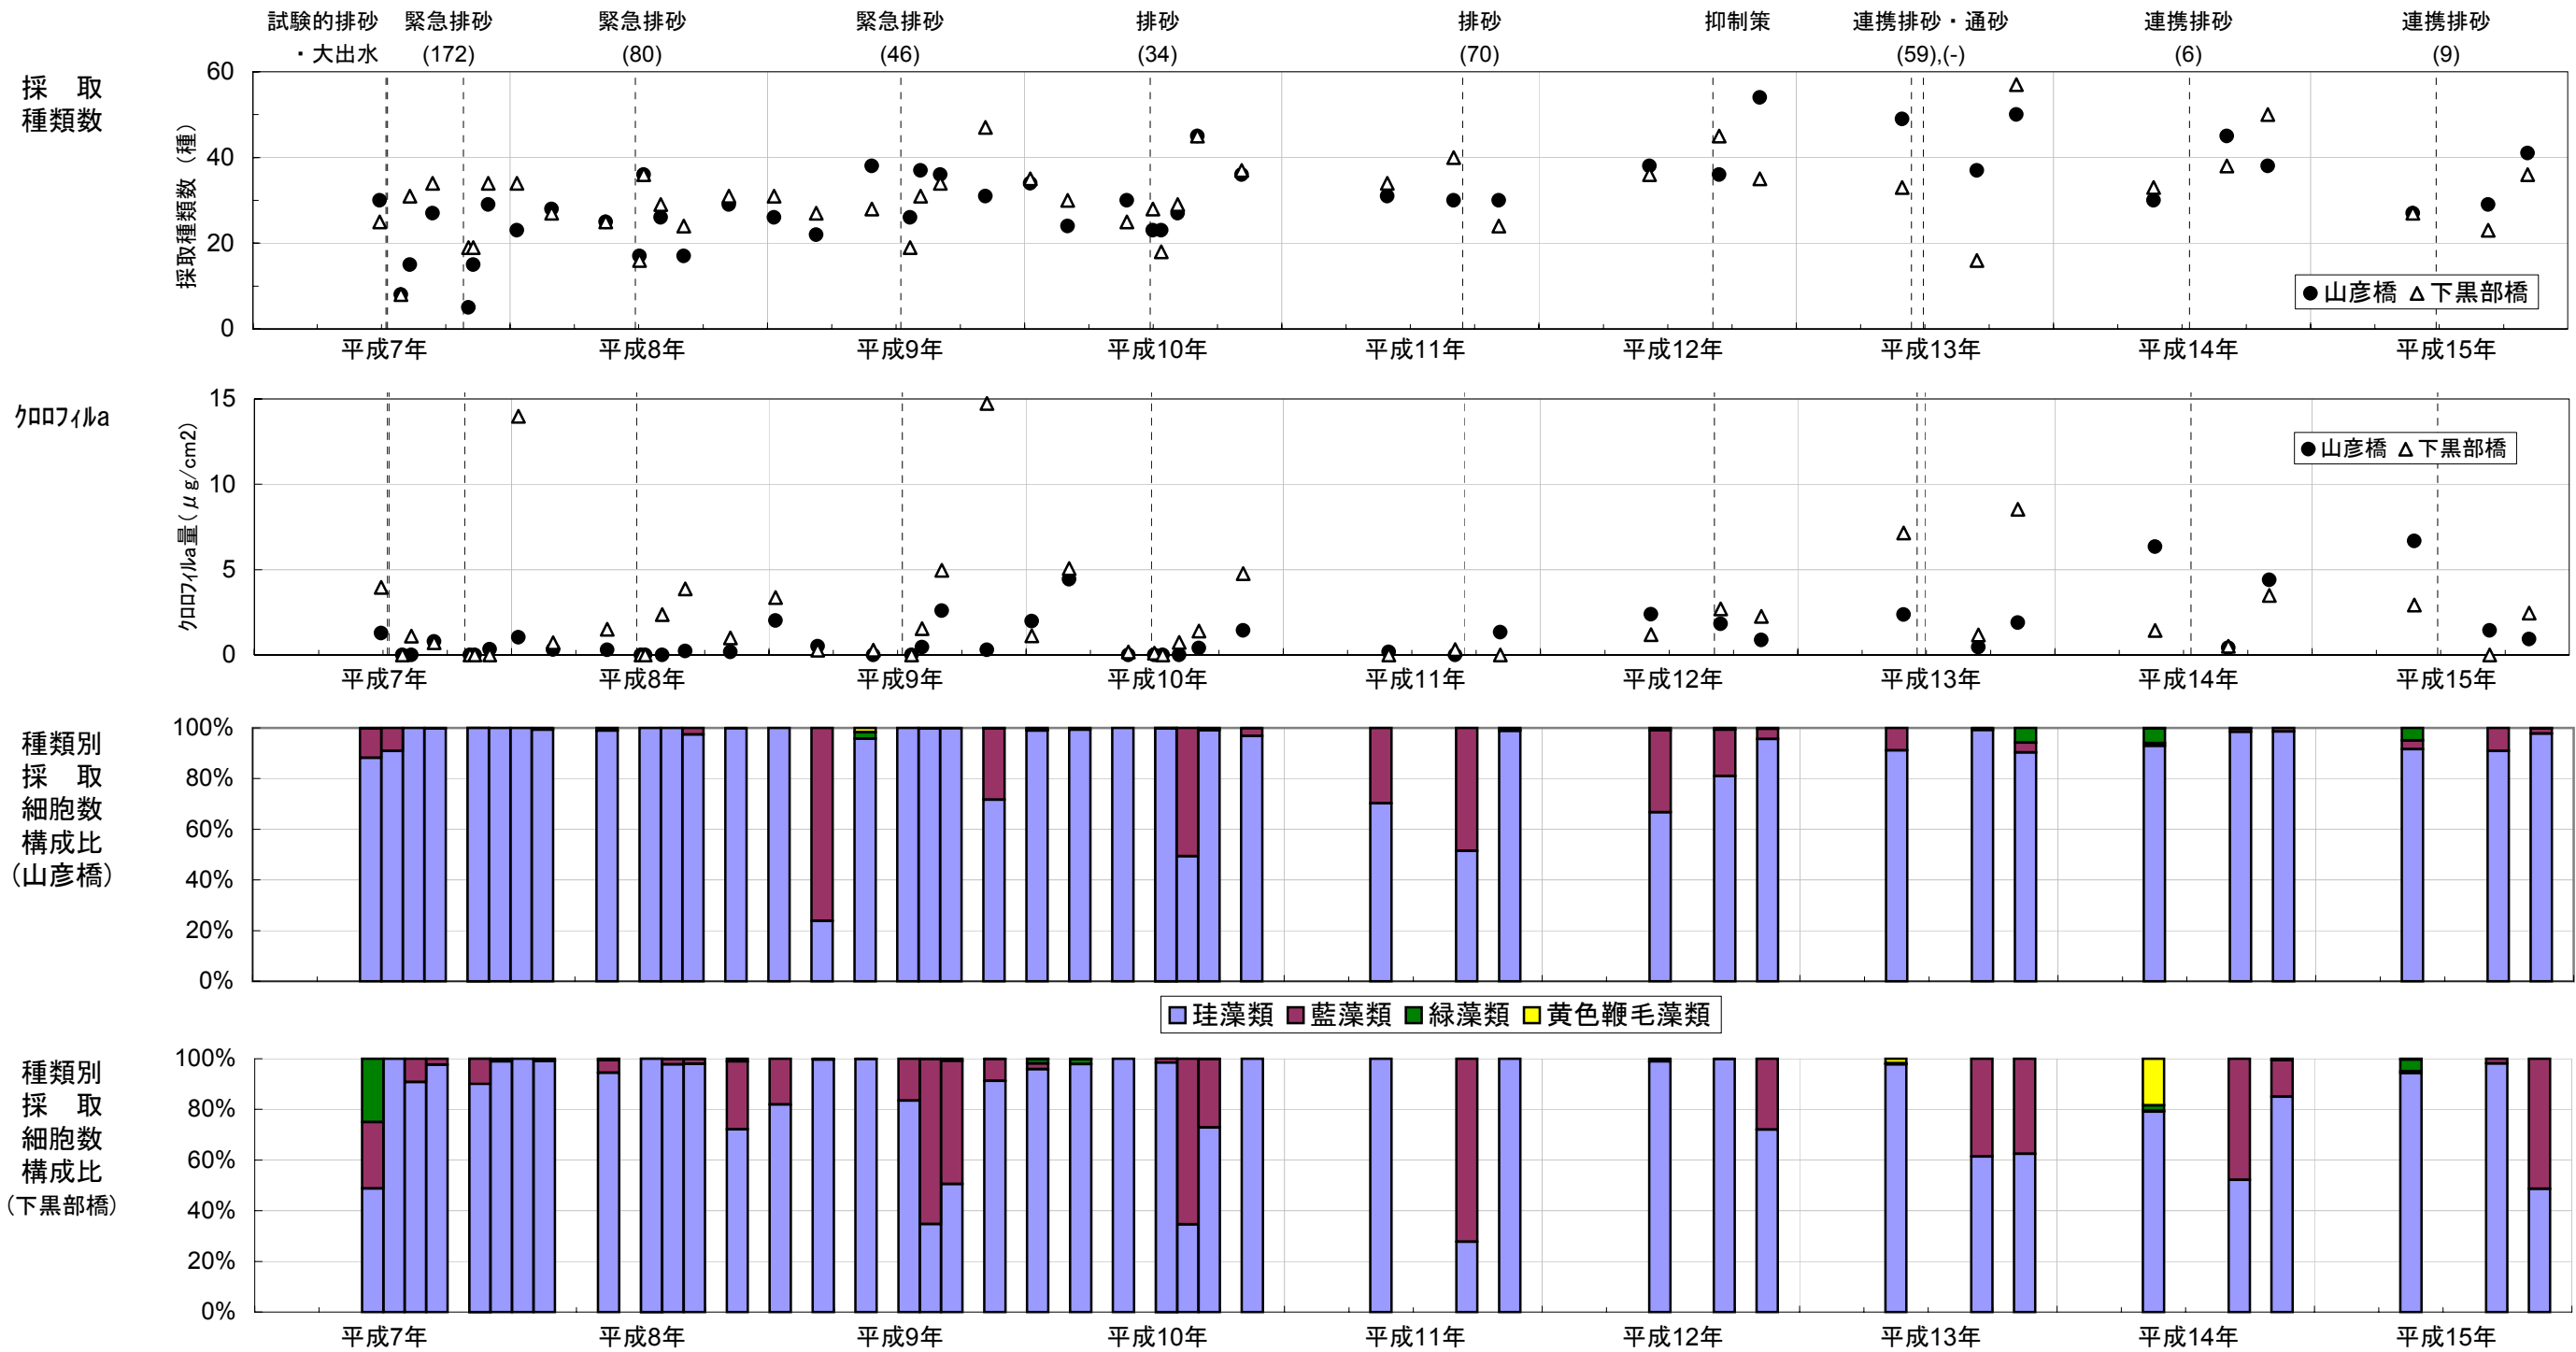 試験的排砂 緊急排砂 緊急排砂 緊急排砂 排砂 排砂 抑制策 連携排砂・通砂 連携排砂 連携排砂
・大出水 (172) (80) (46) (34) (70) (59),(-) (6) (9)
採 取
種類数
採取種類数(種)
60
40
20
0
●山彦橋 △下黒部橋
平成7年 平成8年 平成9年 平成10年 平成11年 平成12年 平成13年 平成14年 平成15年
クロロフィルa
クロロフィルa量(μg/cm2)
15
10
5
0
●山彦橋 △下黒部橋
平成7年 平成8年 平成9年 平成10年 平成11年 平成12年 平成13年 平成14年 平成15年
種類別
採 取
細胞数
構成比
(山彦橋)
100%
80%
60%
40%
20%
0%
珪藻類 藍藻類 緑藻類 黄色鞭毛藻類
種類別
採 取
細胞数
構成比
(下黒部橋)
100%
80%
60%
40%
20%
0%
平成7年 平成8年 平成9年 平成10年 平成11年 平成12年 平成13年 平成14年 平成15年